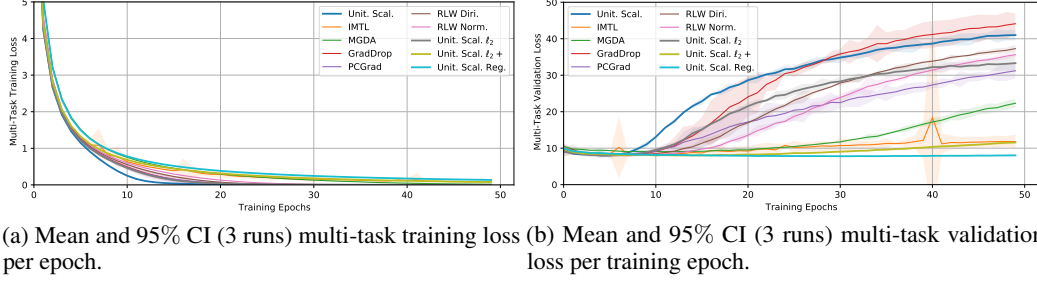 Multi-Task Training Loss
5
4
3
2
1
0
Unit. Scal.
IMTL
MGDA
GradDrop
PCGrad
RLW Diri.
RLW Norm.
Unit. Scal. ℓ₂
Unit. Scal. ℓ₂ +
Unit. Scal. Reg.
0 10 20 30 40 50
Training Epochs
(a) Mean and 95% CI (3 runs) multi-task training loss
per epoch.
Multi-Task Validation Loss
50
40
30
20
10
0
Unit. Scal.
IMTL
MGDA
GradDrop
PCGrad
RLW Diri.
RLW Norm.
Unit. Scal. ℓ₂
Unit. Scal. ℓ₂ +
Unit. Scal. Reg.
0 10 20 30 40 50
Training Epochs
(b) Mean and 95% CI (3 runs) multi-task validation
loss per training epoch.